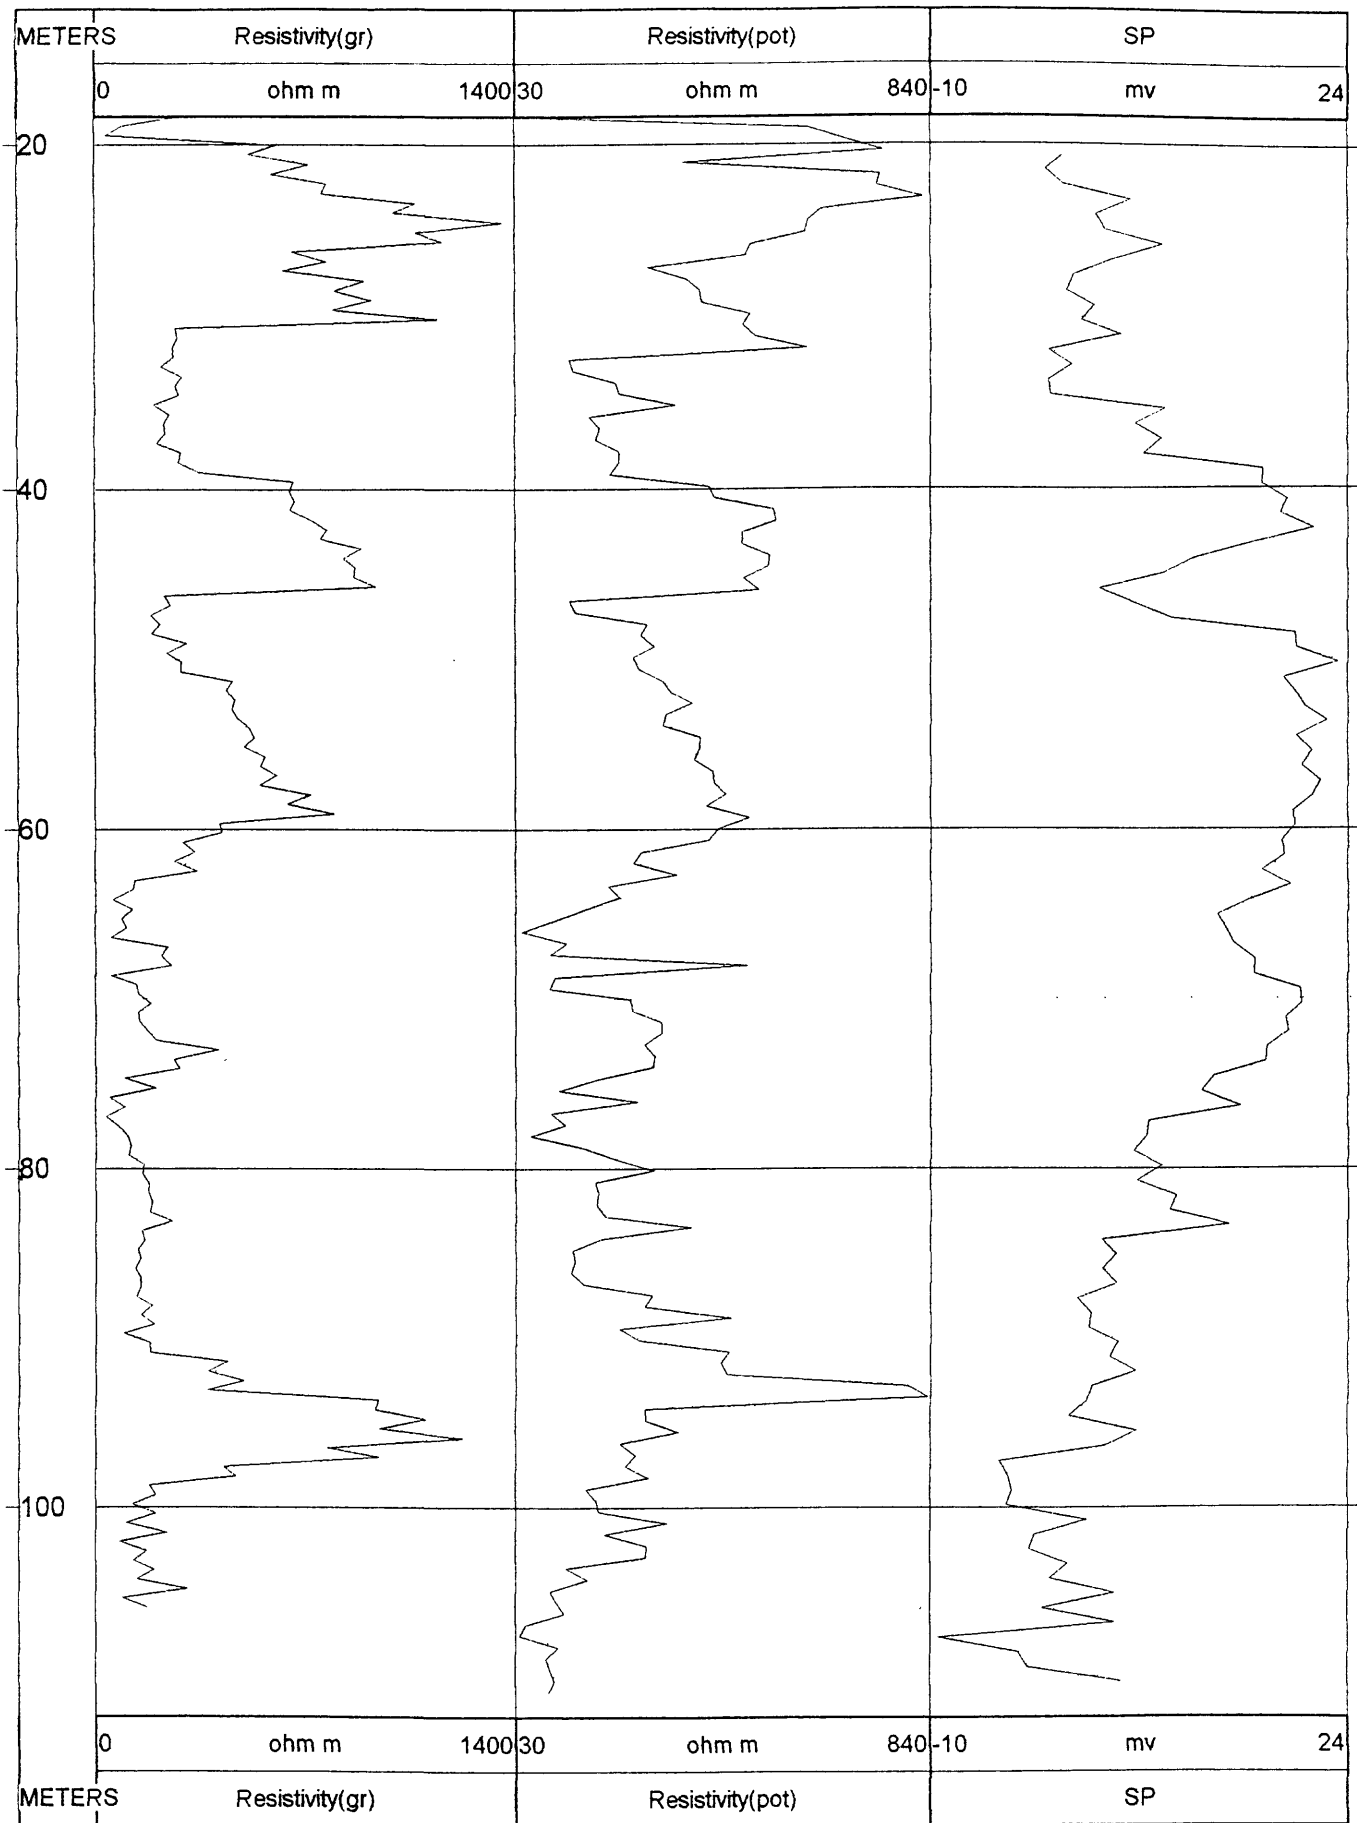 METERS Resistivity(gr) Resistivity(pot) SP
0 ohm m 1400 30 ohm m 840 -10 mv 24
20
40
60
80
100
0 ohm m 1400 30 ohm m 840 -10 mv 24
METERS Resistivity(gr) Resistivity(pot) SP